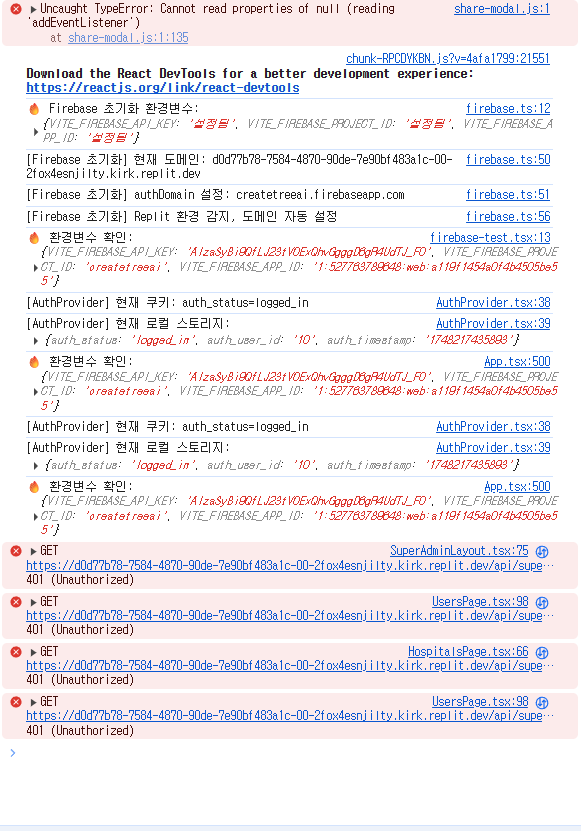 Uncaught TypeError: Cannot read properties of null (reading share-modal.js:1
'addEventListener')
at share-modal.js:1:135
chunk-RPCDYKBN.js?v=4afa1799:21551
Download the React DevTools for a better development experience:
https://reactjs.org/link/react-devtools
🔥 Firebase 초기화 환경변수: firebase.ts:12
{VITE_FIREBASE_API_KEY: '설정됨', VITE_FIREBASE_PROJECT_ID: '설정됨', VITE_FIREBASE_A
PP_ID: '설정됨'}
[Firebase 초기화] 현재 도메인: d0d77b78-7584-4870-90de-7e90bf483a1c-00- firebase.ts:50
2fox4esnjilty.kirk.replit.dev
[Firebase 초기화] authDomain 설정: createtreeai.firebaseapp.com firebase.ts:51
[Firebase 초기화] Replit 환경 감지, 도메인 자동 설정 firebase.ts:56
🔥 환경변수 확인: firebase-test.tsx:13
{VITE_FIREBASE_API_KEY: VITE_FIREBASE_PROJE
CT_ID: 'createtreeai', VITE_FIREBASE_APP_ID: '1:527763789648:web:a119f1454a0f4b4505be5
5'}
[AuthProvider] 현재 쿠키: auth_status=logged_in AuthProvider.tsx:38
[AuthProvider] 현재 로컬 스토리지: AuthProvider.tsx:39
{auth_status: 'logged_in', auth_user_id: '10', auth_timestamp: '1748217435893'}
🔥 환경변수 확인: App.tsx:500
{VITE_FIREBASE_API_KEY: VITE_FIREBASE_PROJE
CT_ID: 'createtreeai', VITE_FIREBASE_APP_ID: '1:527763789648:web:a119f1454a0f4b4505be5
5'}
[AuthProvider] 현재 쿠키: auth_status=logged_in AuthProvider.tsx:38
[AuthProvider] 현재 로컬 스토리지: AuthProvider.tsx:39
{auth_status: 'logged_in', auth_user_id: '10', auth_timestamp: '1748217435893'}
🔥 환경변수 확인: App.tsx:500
{VITE_FIREBASE_API_KEY: VITE_FIREBASE_PROJE
CT_ID: 'createtreeai', VITE_FIREBASE_APP_ID: '1:527763789648:web:a119f1454a0f4b4505be5
5'}
GET SuperAdminLayout.tsx:75
https://d0d77b78-7584-4870-90de-7e90bf483a1c-00-2fox4esnjilty.kirk.replit.dev/api/supe…
401 (Unauthorized)
GET UsersPage.tsx:98
https://d0d77b78-7584-4870-90de-7e90bf483a1c-00-2fox4esnjilty.kirk.replit.dev/api/supe…
401 (Unauthorized)
GET HospitalsPage.tsx:66
https://d0d77b78-7584-4870-90de-7e90bf483a1c-00-2fox4esnjilty.kirk.replit.dev/api/supe…
401 (Unauthorized)
GET UsersPage.tsx:98
https://d0d77b78-7584-4870-90de-7e90bf483a1c-00-2fox4esnjilty.kirk.replit.dev/api/supe…
401 (Unauthorized)